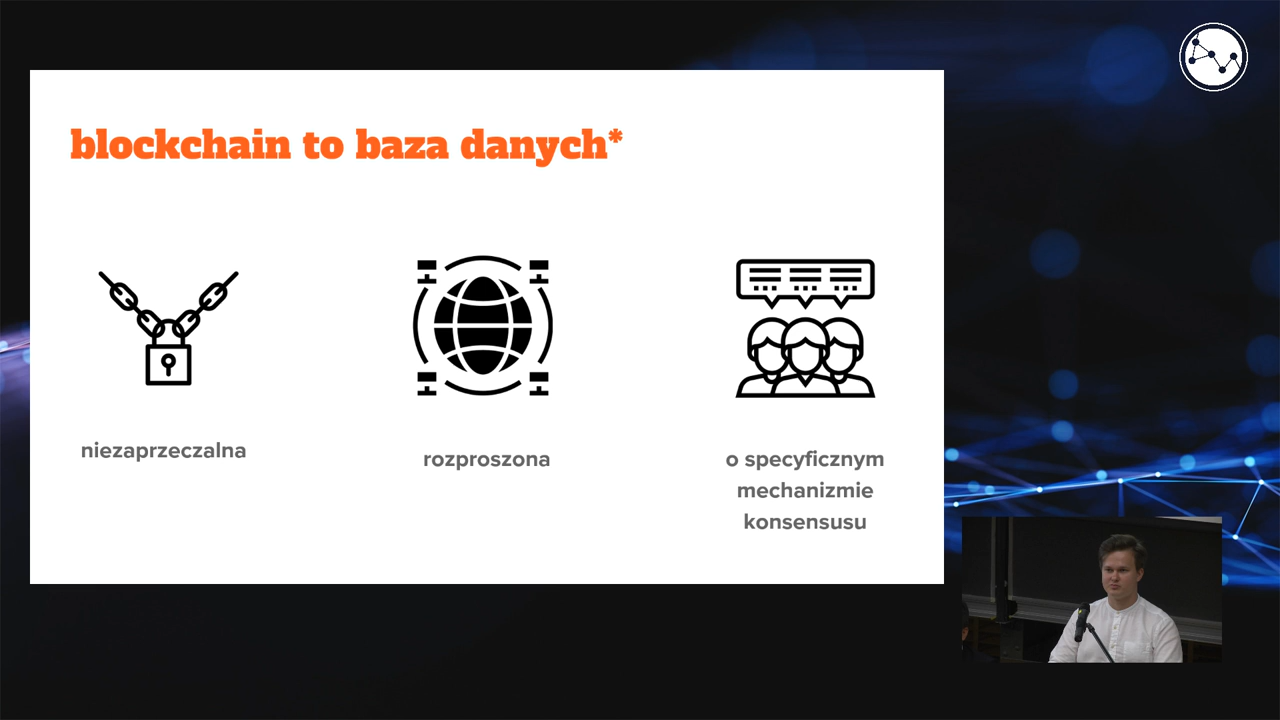 blockchain to baza danych*
niezaprzeczalna
rozproszona
o specyficznym
mechanizmie
konsensusu